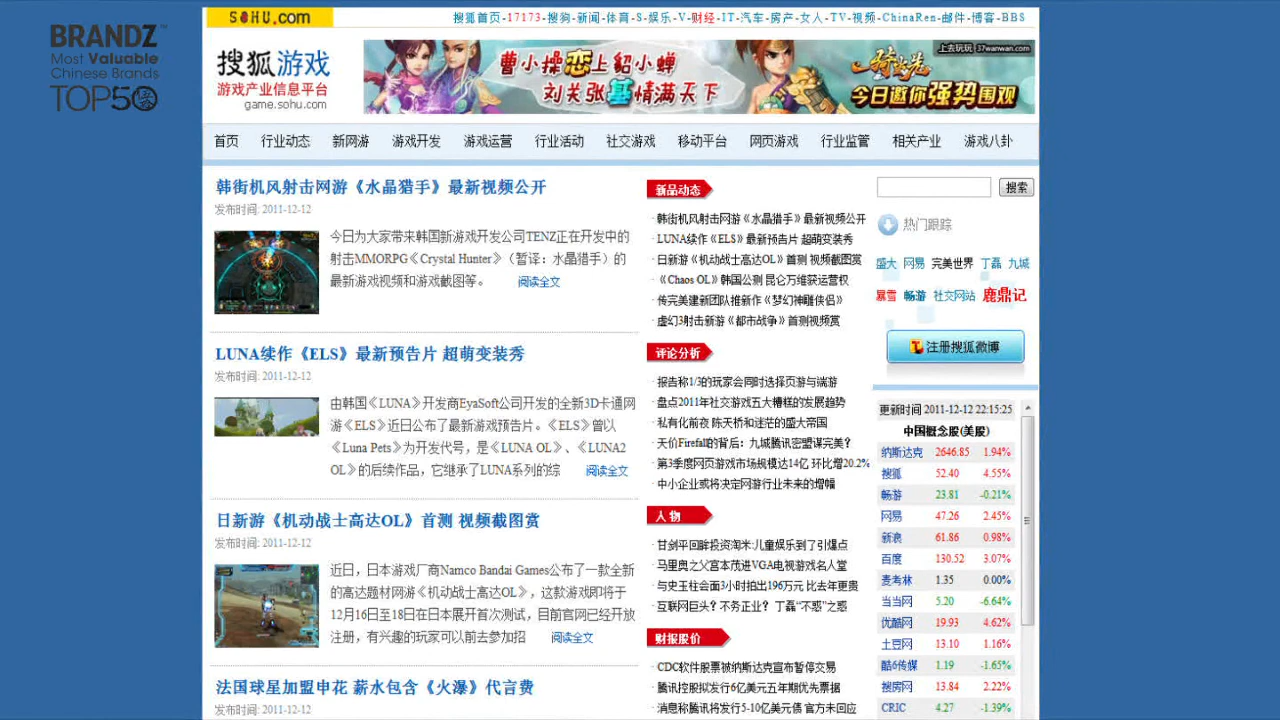 BRANDZ™
Most Valuable
Chinese Brands
TOP50
SOHU.com
搜狐首页-17173-搜狗-新闻-体育-S-娱乐-V-财经-IT-汽车-房产-女人-TV-视频-ChinaRen-邮件-博客-BBS
搜狐游戏
游戏产业信息平台
game.sohu.com
曹小操恋上貂小蝉
刘关张基情满天下
上去玩玩 37wanwan.com
今日邀你强势围观
首页 行业动态 新网游 游戏开发 游戏运营 行业活动 社交游戏 移动平台 网页游戏 行业监管 相关产业 游戏八卦
韩街机风射击网游《水晶猎手》最新视频公开
发布时间: 2011-12-12
今日为大家带来韩国新游戏开发公司TENZ正在开发中的
射击MMORPG《Crystal Hunter》（暂译：水晶猎手）的
最新游戏视频和游戏截图等。 阅读全文
LUNA续作《ELS》最新预告片 超萌变装秀
发布时间: 2011-12-12
由韩国《LUNA》开发商EyaSoft公司开发的全新3D卡通网
游《ELS》近日公布了最新游戏预告片。《ELS》曾以
《Luna Pets》为开发代号，是《LUNA OL》、《LUNA2
OL》的后续作品，它继承了LUNA系列的综 阅读全文
日新游《机动战士高达OL》首测 视频截图赏
发布时间: 2011-12-12
近日，日本游戏厂商Namco Bandai Games公布了一款全新
的高达题材网游《机动战士高达OL》，这款游戏即将于
12月16日至18日在日本展开首次测试，目前官网已经开放
注册，有兴趣的玩家可以前去参加招 阅读全文
法国球星加盟申花 薪水包含《火瀑》代言费
发布时间: 2011-12-12
新品动态
·韩街机风射击网游《水晶猎手》最新视频公开
·LUNA续作《ELS》最新预告片 超萌变装秀
·日新游《机动战士高达OL》首测 视频截图赏
·《Chaos OL》韩国公测 昆仑万维获运营权
·传完美建新团队推新作《梦幻神雕侠侣》
·虚幻3射击新游《都市战争》首测视频赏
评论分析
·报告称1/3的玩家会同时选择页游与端游
·盘点2011年社交游戏五大糟糕的发展趋势
·私有化前夜 陈天桥和迷茫的盛大帝国
·天价Firefall的背后：九城腾讯密盟谋完美？
·第3季度网页游戏市场规模达14亿 环比增20.2%
·中小企业或将决定网游行业未来的增幅
人 物
·甘剑平回眸投资淘米:儿童娱乐到了引爆点
·马里奥之父宫本茂进VGA电视游戏名人堂
·与史玉柱会面3小时拍出196万元 比去年更贵
·互联网巨头？不务正业？ 丁磊“不惑”之惑
财报股价
·CDC软件股票被纳斯达克宣布暂停交易
·腾讯控股拟发行6亿美元五年期优先票据
·消息称腾讯将发行5-10亿美元债 官方未回应
搜索
热门跟踪
盛大 网易 完美世界 丁磊 九城
暴雪 畅游 社交网站 鹿鼎记
注册搜狐微博
更新时间 2011-12-12 22:15:25
中国概念股(美股)
纳斯达克 2646.85 1.94%
搜狐 52.40 4.55%
畅游 23.81 -0.21%
网易 47.26 2.45%
新浪 61.86 0.98%
百度 130.52 3.07%
麦考林 1.35 0.00%
当当网 5.20 -6.64%
优酷网 19.93 4.62%
土豆网 13.10 1.16%
酷6传媒 1.19 -1.65%
搜房网 13.84 2.22%
CRIC 4.27 -1.39%